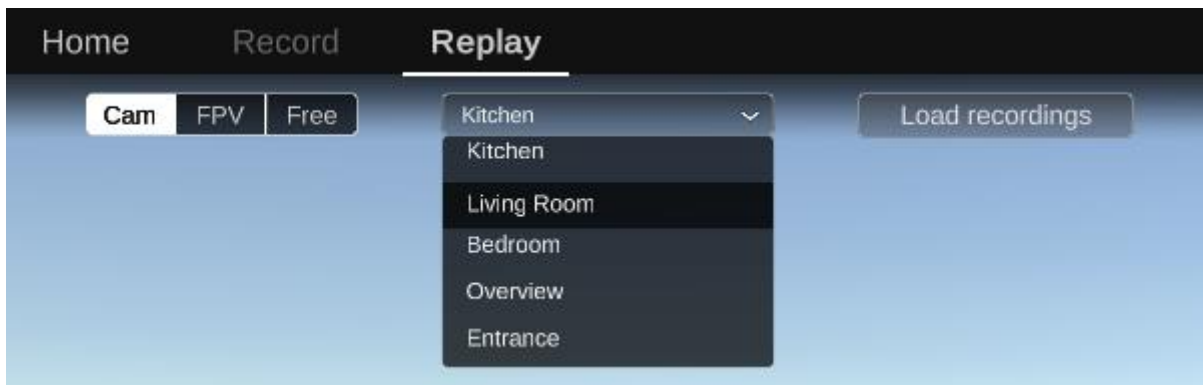 Home Record Replay
Cam FPV Free Kitchen Load recordings
Kitchen
Living Room
Bedroom
Overview
Entrance